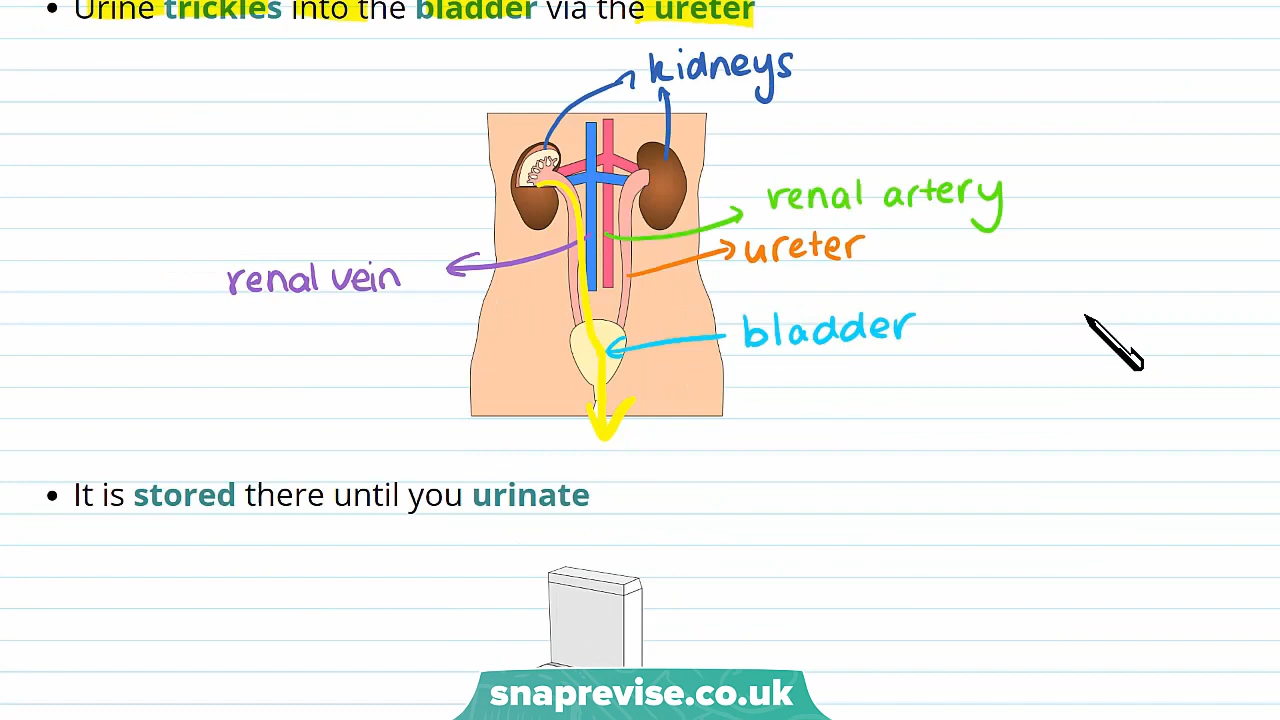 • Urine trickles into the bladder via the ureter
kidneys
renal artery
ureter
renal vein
bladder
• It is stored there until you urinate
snaprevise.co.uk